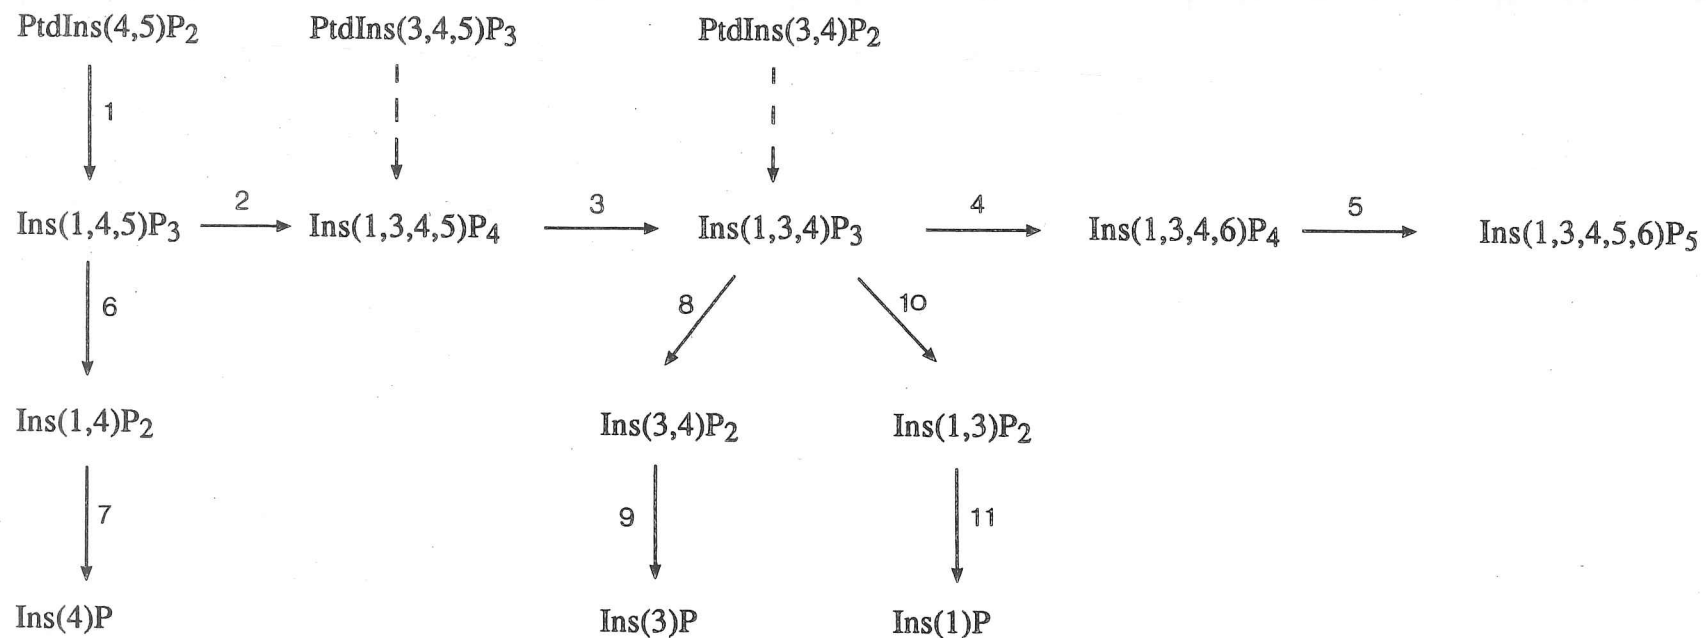 PtdIns(4,5)P2 PtdIns(3,4,5)P3 PtdIns(3,4)P2
1
2 3 4 5
Ins(1,4,5)P3 Ins(1,3,4,5)P4 Ins(1,3,4)P3 Ins(1,3,4,6)P4 Ins(1,3,4,5,6)P5
6 8 10
Ins(1,4)P2 Ins(3,4)P2 Ins(1,3)P2
7 9 11
Ins(4)P Ins(3)P Ins(1)P